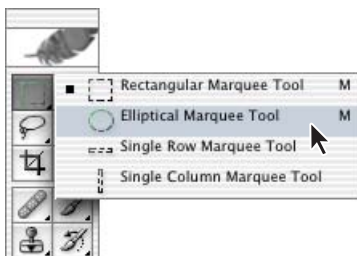 Rectangular Marquee Tool M
Elliptical Marquee Tool M
Single Row Marquee Tool
Single Column Marquee Tool